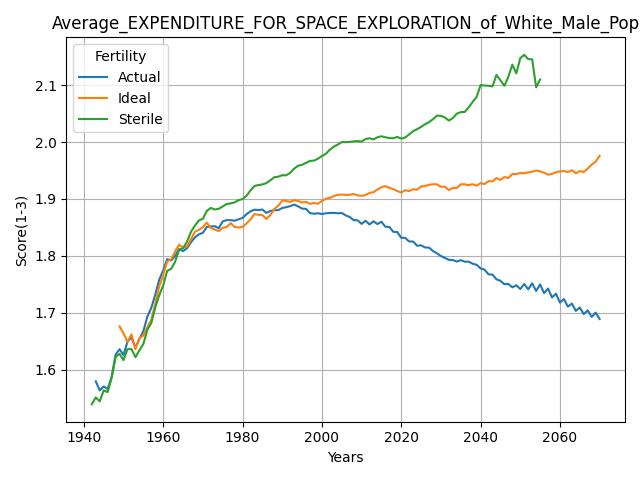 Average_EXPENDITURE_FOR_SPACE_EXPLORATION_of_White_Male_Pop
Fertility
Actual
Ideal
Sterile
Score(1-3)
2.1
2.0
1.9
1.8
1.7
1.6
1940 1960 1980 2000 2020 2040 2060
Years